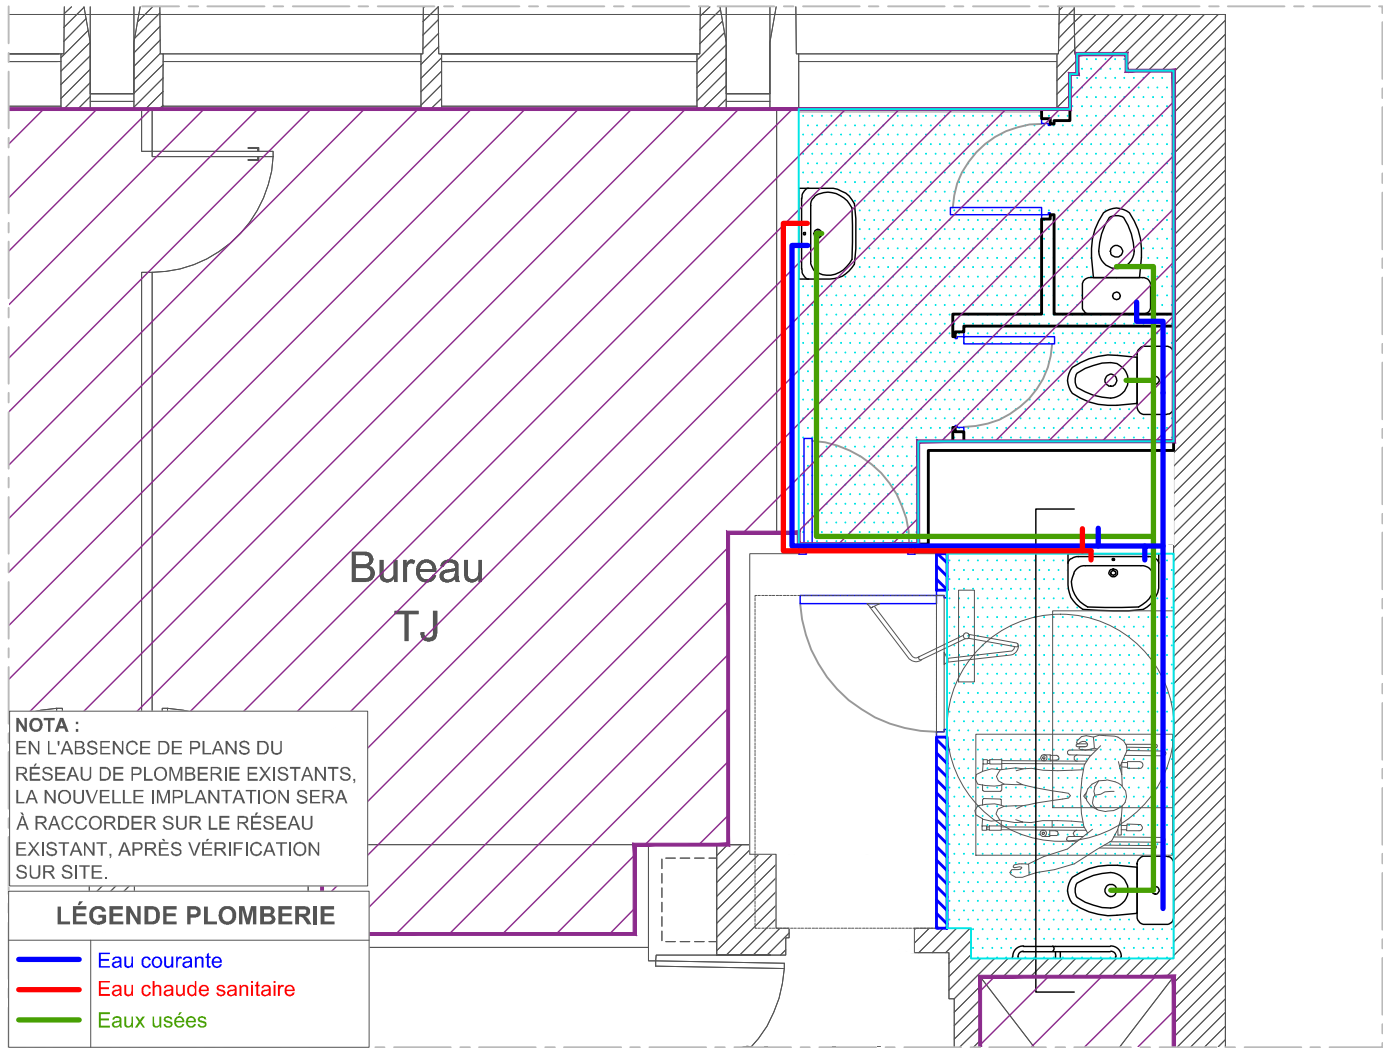 Bureau
TJ
NOTA :
EN L'ABSENCE DE PLANS DU
RÉSEAU DE PLOMBERIE EXISTANTS,
LA NOUVELLE IMPLANTATION SERA
À RACCORDER SUR LE RÉSEAU
EXISTANT, APRÈS VÉRIFICATION
SUR SITE.
LÉGENDE PLOMBERIE
Eau courante
Eau chaude sanitaire
Eaux usées